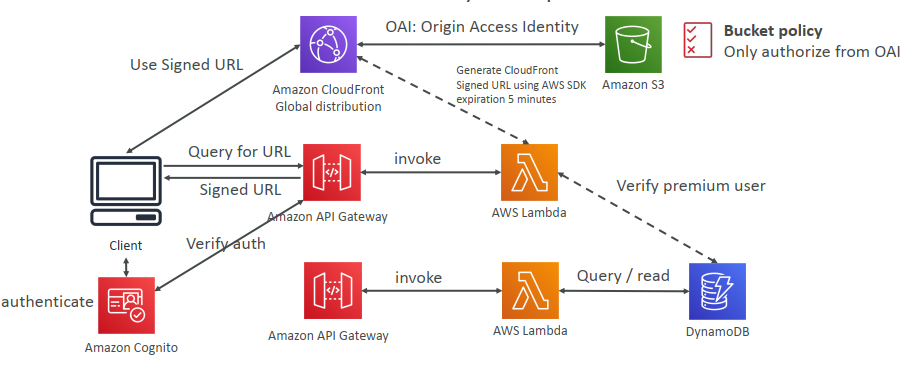 OAI: Origin Access Identity
Bucket policy
Only authorize from OAI
Use Signed URL
Amazon CloudFront
Global distribution
Generate CloudFront
Signed URL using AWS SDK
expiration 5 minutes
Amazon S3
Query for URL
Signed URL
invoke
Verify premium user
Amazon API Gateway
AWS Lambda
Client
Verify auth
authenticate
invoke
Query / read
Amazon Cognito
Amazon API Gateway
AWS Lambda
DynamoDB